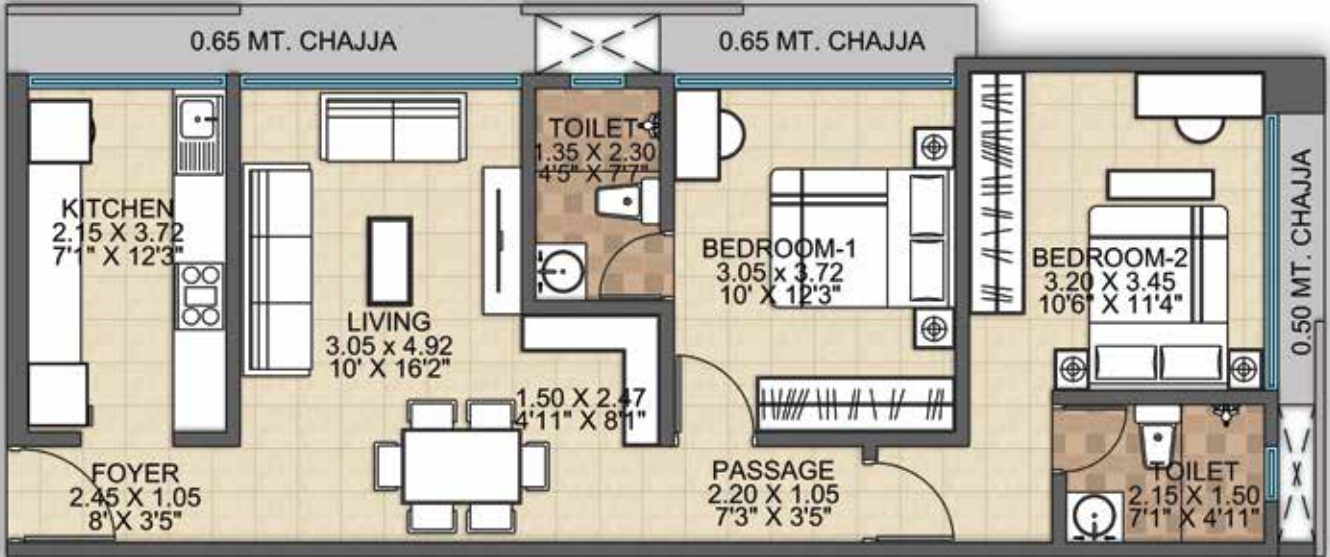 0.65 MT. CHAJJA
0.65 MT. CHAJJA
KITCHEN
2.15 X 3.72
7'1" X 12'3"
LIVING
3.05 x 4.92
10' X 16'2"
TOILET
1.35 X 2.30
4'5" X 7'7"
BEDROOM-1
3.05 x 3.72
10' X 12'3"
BEDROOM-2
3.20 X 3.45
10'6" X 11'4"
0.50 MT. CHAJJA
1.50 X 2.47
4'11" X 8'1"
FOYER
2.45 X 1.05
8' X 3'5"
PASSAGE
2.20 X 1.05
7'3" X 3'5"
TOILET
2.15 X 1.50
7'1" X 4'11"